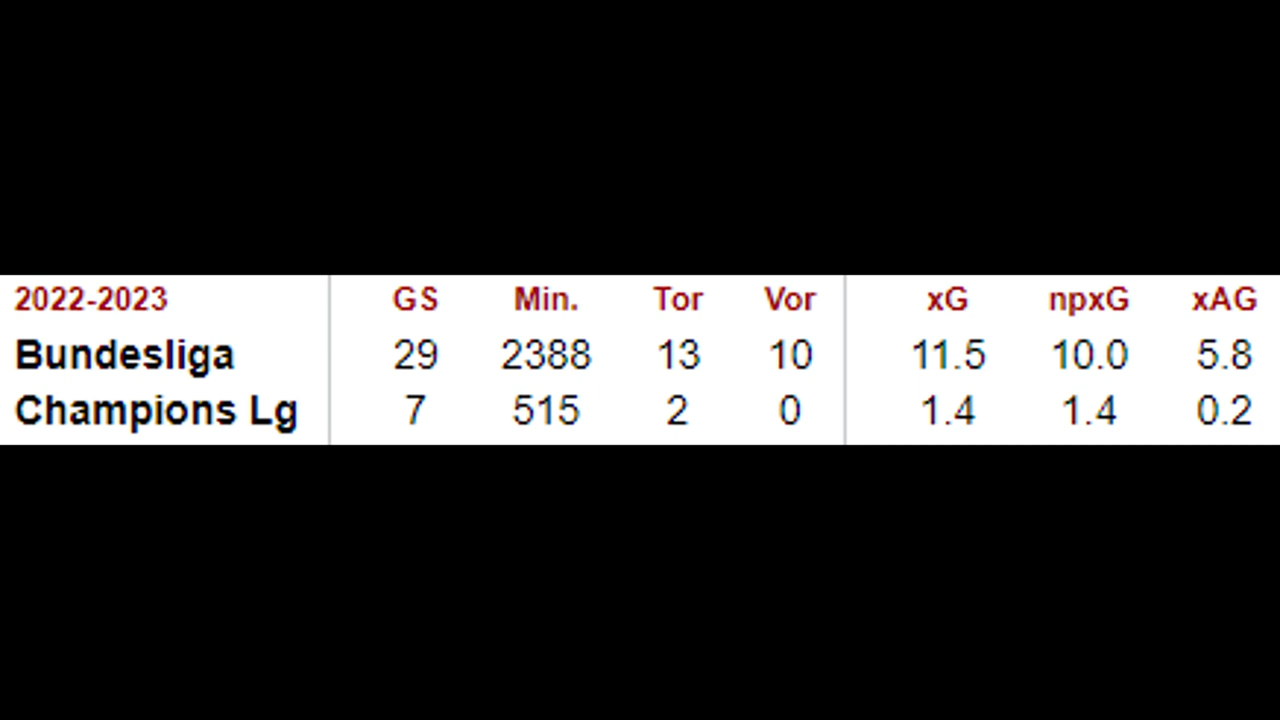 2022-2023 GS Min. Tor Vor xG npxG xAG
Bundesliga 29 2388 13 10 11.5 10.0 5.8
Champions Lg 7 515 2 0 1.4 1.4 0.2